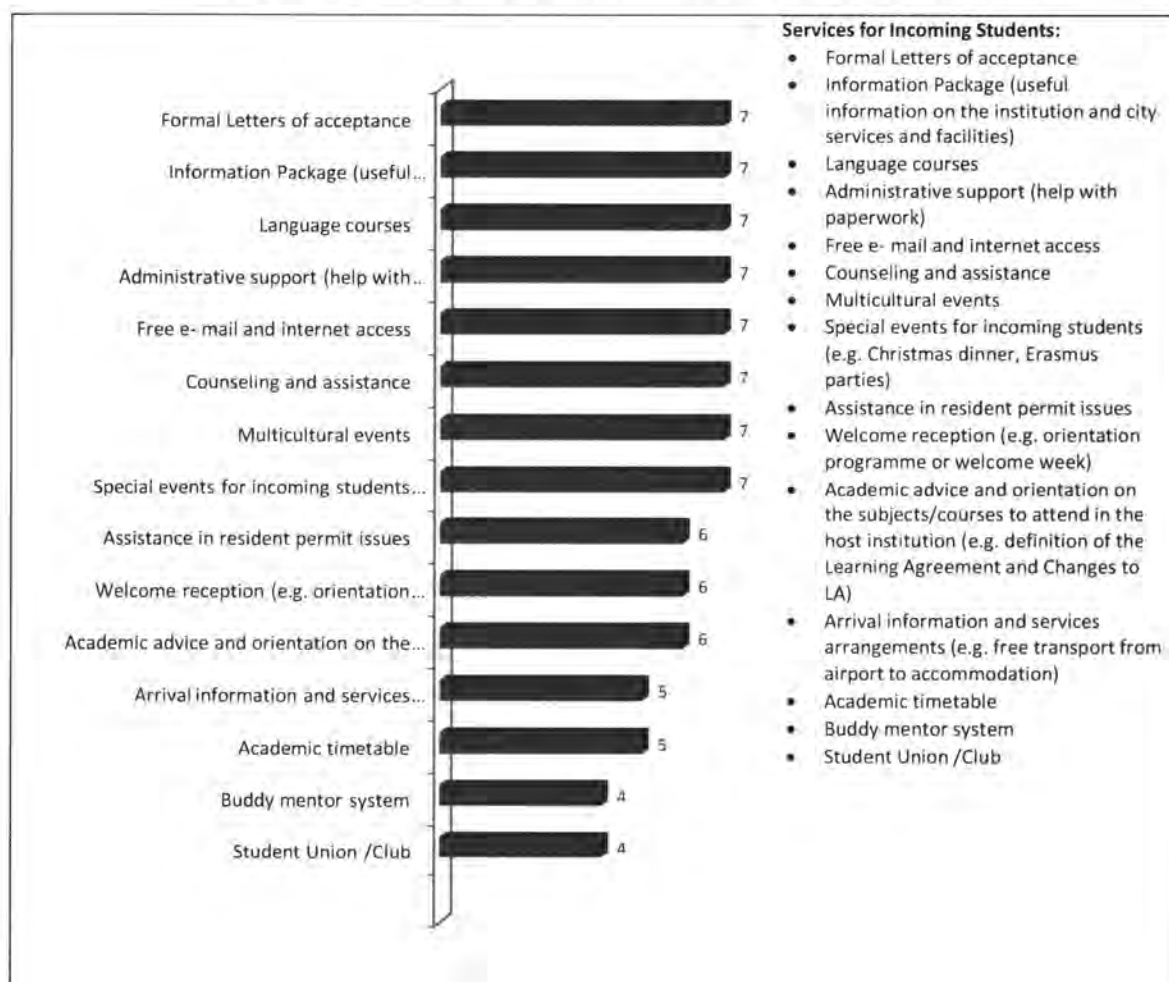 Formal Letters of acceptance 7
Information Package (useful... 7
Language courses 7
Administrative support (help with... 7
Free e- mail and internet access 7
Counseling and assistance 7
Multicultural events 7
Special events for incoming students... 7
Assistance in resident permit issues 6
Welcome reception (e.g. orientation... 6
Academic advice and orientation on the... 6
Arrival information and services... 5
Academic timetable 5
Buddy mentor system 4
Student Union /Club 4
Services for Incoming Students:
• Formal Letters of acceptance
• Information Package (useful
information on the institution and city
services and facilities)
• Language courses
• Administrative support (help with
paperwork)
• Free e- mail and internet access
• Counseling and assistance
• Multicultural events
• Special events for incoming students
(e.g. Christmas dinner, Erasmus
parties)
• Assistance in resident permit issues
• Welcome reception (e.g. orientation
programme or welcome week)
• Academic advice and orientation on
the subjects/courses to attend in the
host institution (e.g. definition of the
Learning Agreement and Changes to
LA)
• Arrival information and services
arrangements (e.g. free transport from
airport to accommodation)
• Academic timetable
• Buddy mentor system
• Student Union /Club